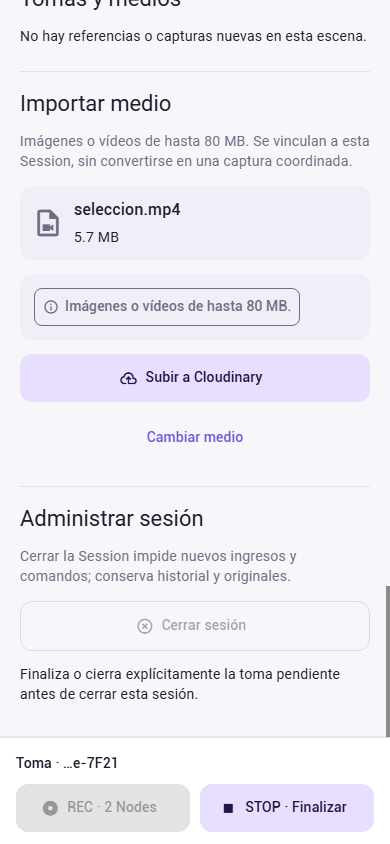 Tomas y medios
No hay referencias o capturas nuevas en esta escena.
Importar medio
Imágenes o vídeos de hasta 80 MB. Se vinculan a esta
Session, sin convertirse en una captura coordinada.
seleccion.mp4
5.7 MB
Imágenes o vídeos de hasta 80 MB.
Subir a Cloudinary
Cambiar medio
Administrar sesión
Cerrar la Session impide nuevos ingresos y
comandos; conserva historial y originales.
Cerrar sesión
Finaliza o cierra explícitamente la toma pendiente
antes de cerrar esta sesión.
Toma · …e-7F21
REC · 2 Nodes
STOP · Finalizar